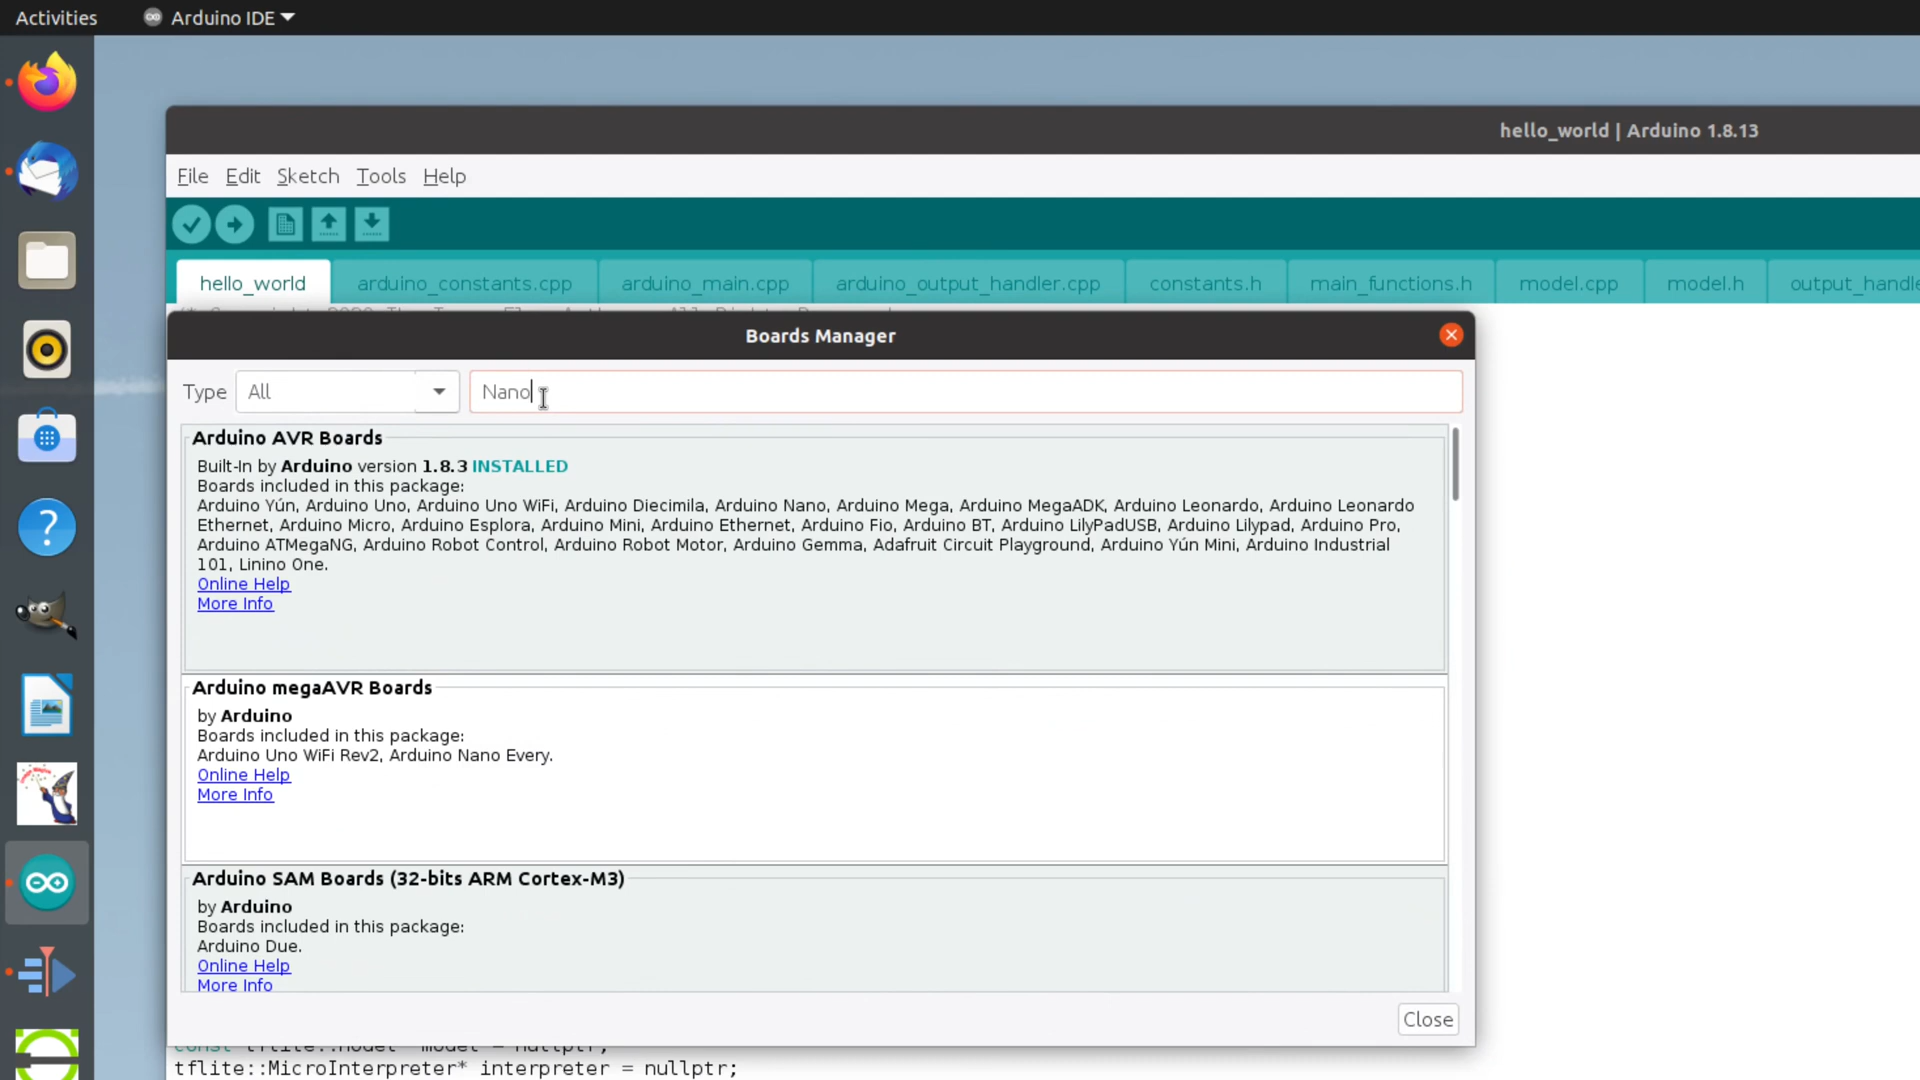 Activities
Arduino IDE
hello_world | Arduino 1.8.13
File Edit Sketch Tools Help
hello_world arduino_constants.cpp arduino_main.cpp arduino_output_handler.cpp constants.h main_functions.h model.cpp model.h output_handle
Boards Manager
Type All Nano
Arduino AVR Boards
Built-In by Arduino version 1.8.3 INSTALLED
Boards included in this package:
Arduino Yún, Arduino Uno, Arduino Uno WiFi, Arduino Diecimila, Arduino Nano, Arduino Mega, Arduino MegaADK, Arduino Leonardo, Arduino Leonardo
Ethernet, Arduino Micro, Arduino Esplora, Arduino Mini, Arduino Ethernet, Arduino Fio, Arduino BT, Arduino LilyPadUSB, Arduino Lilypad, Arduino Pro,
Arduino ATMegaNG, Arduino Robot Control, Arduino Robot Motor, Arduino Gemma, Adafruit Circuit Playground, Arduino Yún Mini, Arduino Industrial
101, Linino One.
Online Help
More Info
Arduino megaAVR Boards
by Arduino
Boards included in this package:
Arduino Uno WiFi Rev2, Arduino Nano Every.
Online Help
More Info
Arduino SAM Boards (32-bits ARM Cortex-M3)
by Arduino
Boards included in this package:
Arduino Due.
Online Help
More Info
Close
const tflite::Model* model = nullptr;
tflite::MicroInterpreter* interpreter = nullptr;